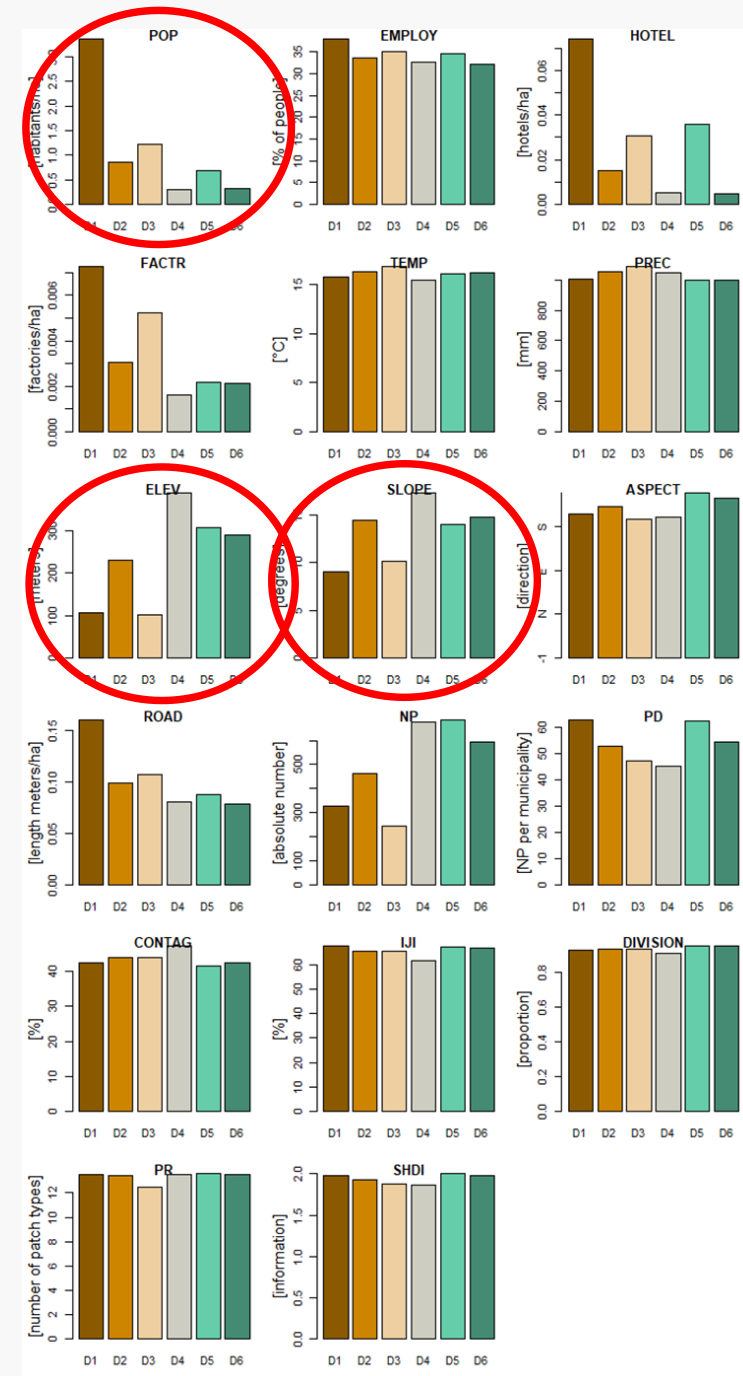 POP EMPLOY HOTEL
[habitants/ha] [% of people] [hotels/ha]
0.5 1.0 1.5 2.0 2.5 0 5 10 15 20 25 30 35 0.00 0.02 0.04 0.06
D1 D2 D3 D4 D5 D6 D1 D2 D3 D4 D5 D6 D1 D2 D3 D4 D5 D6
FACTR TEMP PREC
[factories/ha] [°C] [mm]
0.000 0.002 0.004 0.006 0 5 10 15 0 200 400 600 800
D1 D2 D3 D4 D5 D6 D1 D2 D3 D4 D5 D6 D1 D2 D3 D4 D5 D6
ELEV SLOPE ASPECT
[meters] [degrees] [direction]
0 100 200 300 0 5 -1 N E S
D1 D2 D3 D4 D5 D6 D1 D2 D3 D4 D5 D6 D1 D2 D3 D4 D5 D6
ROAD NP PD
[length meters/ha] [absolute number] [NP per municipality]
0.00 0.05 0.10 0.15 0 100 300 500 0 10 20 30 40 50 60
D1 D2 D3 D4 D5 D6 D1 D2 D3 D4 D5 D6 D1 D2 D3 D4 D5 D6
CONTAG IJI DIVISION
[%] [%] [proportion]
0 10 20 30 40 0 10 20 30 40 50 60 0.0 0.2 0.4 0.6 0.8
D1 D2 D3 D4 D5 D6 D1 D2 D3 D4 D5 D6 D1 D2 D3 D4 D5 D6
PR SHDI
[number of patch types] [information]
0 2 4 6 8 10 12 0.0 0.5 1.0 1.5 2.0
D1 D2 D3 D4 D5 D6 D1 D2 D3 D4 D5 D6